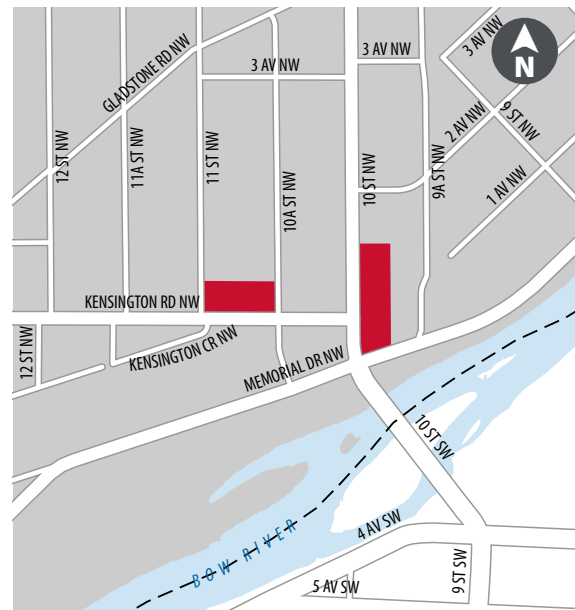 3 AV NW
3 AV NW
N
GLADSTONE RD NW
3 AV NW
9 ST NW
2 AV NW
12 ST NW
11A ST NW
11 ST NW
10A ST NW
10 ST NW
9A ST NW
1 AV NW
KENSINGTON RD NW
12 ST NW
KENSINGTON CR NW
MEMORIAL DR NW
10 ST SW
BOW RIVER
4 AV SW
5 AV SW
9 ST SW